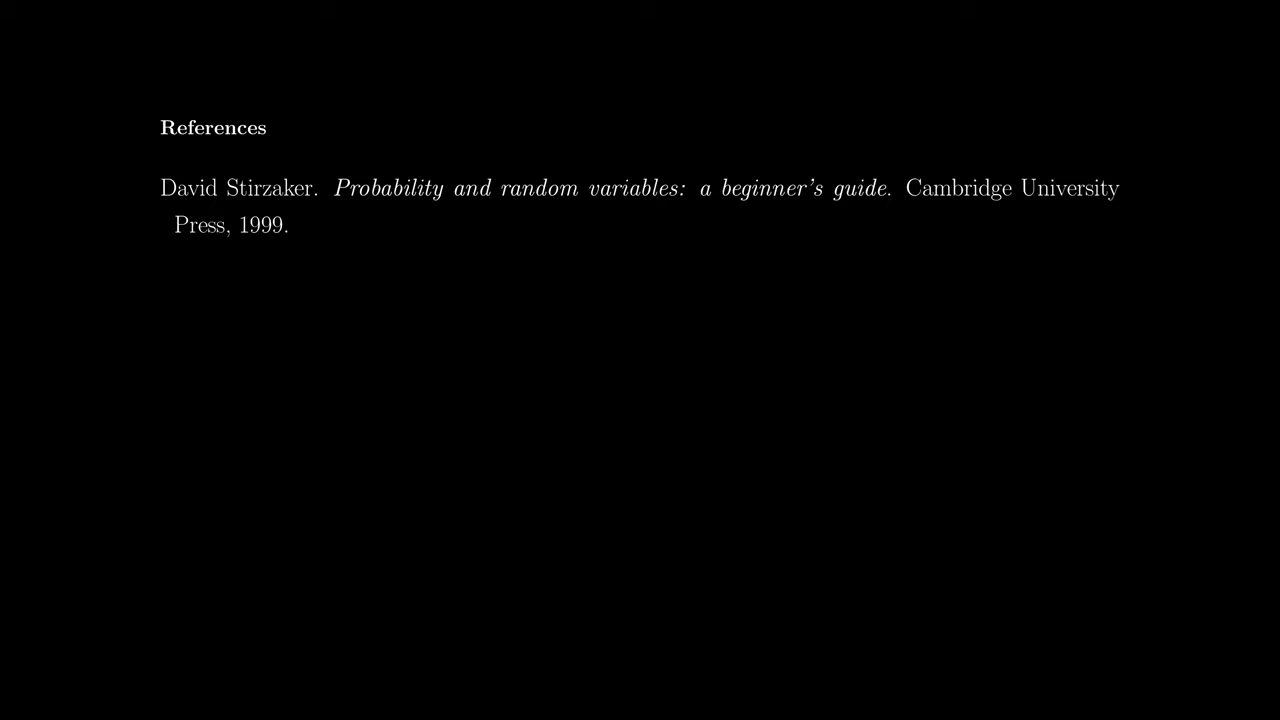 References
David Stirzaker. Probability and random variables: a beginner's guide. Cambridge University
Press, 1999.